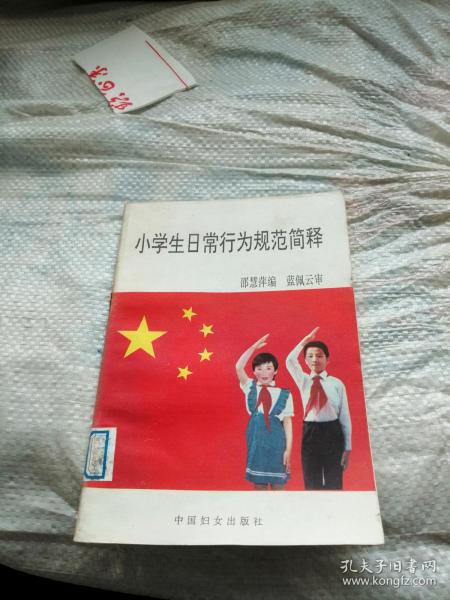 小学生日常行为规范简释
邵慧萍编 蓝佩云审
中国妇女出版社
孔夫子旧书网
www.kongfz.com